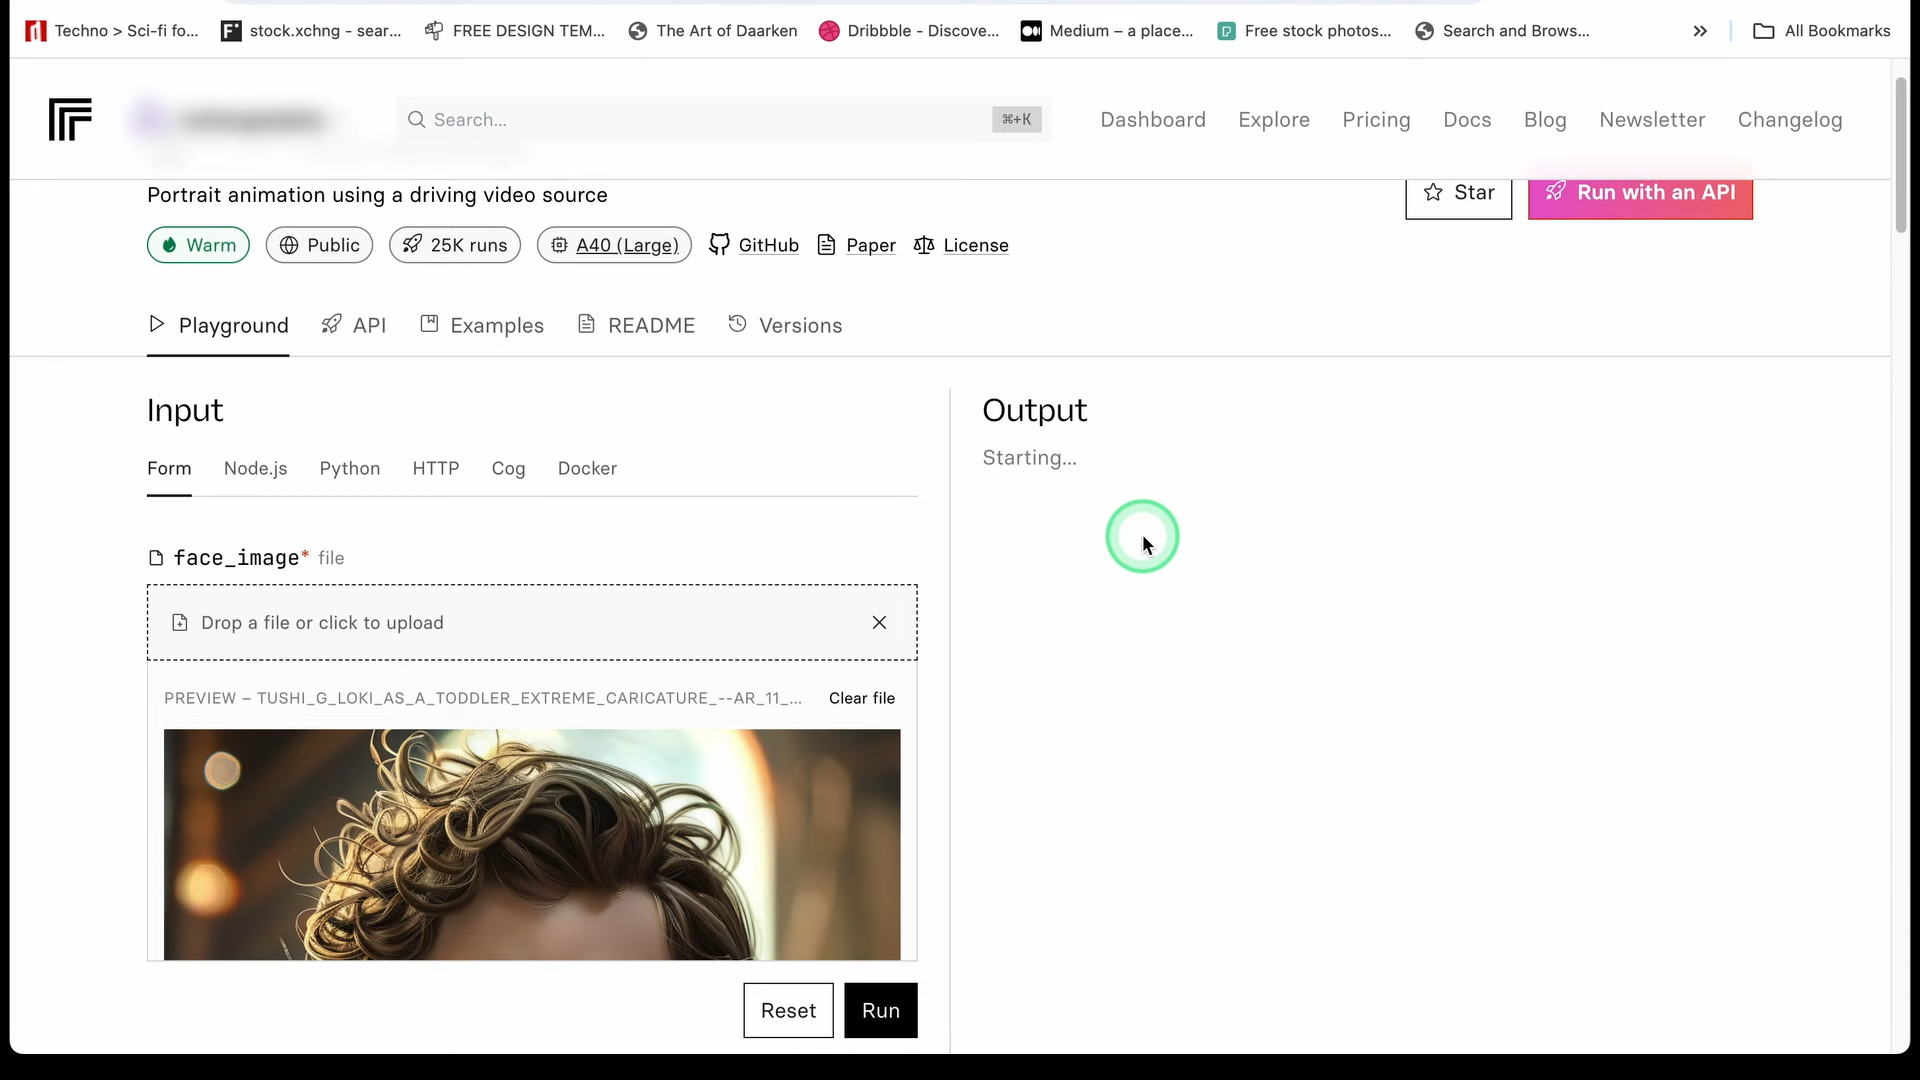 Techno > Sci-fi fo...
stock.xchng - sear...
FREE DESIGN TEM...
The Art of Daarken
Dribbble - Discove...
Medium – a place...
Free stock photos...
Search and Brows...
All Bookmarks
Search...
⌘+K
Dashboard
Explore
Pricing
Docs
Blog
Newsletter
Changelog
Portrait animation using a driving video source
Star
Run with an API
Warm
Public
25K runs
A40 (Large)
GitHub
Paper
License
Playground
API
Examples
README
Versions
Input
Form
Node.js
Python
HTTP
Cog
Docker
face_image* file
Drop a file or click to upload
PREVIEW – TUSHI_G_LOKI_AS_A_TODDLER_EXTREME_CARICATURE_--AR_11_...
Clear file
Reset
Run
Output
Starting...